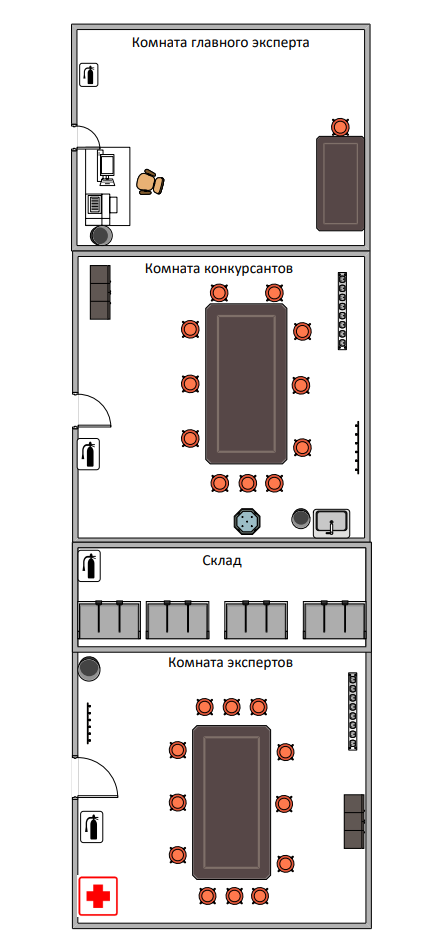 Комната главного эксперта
Комната конкурсантов
Склад
Комната экспертов